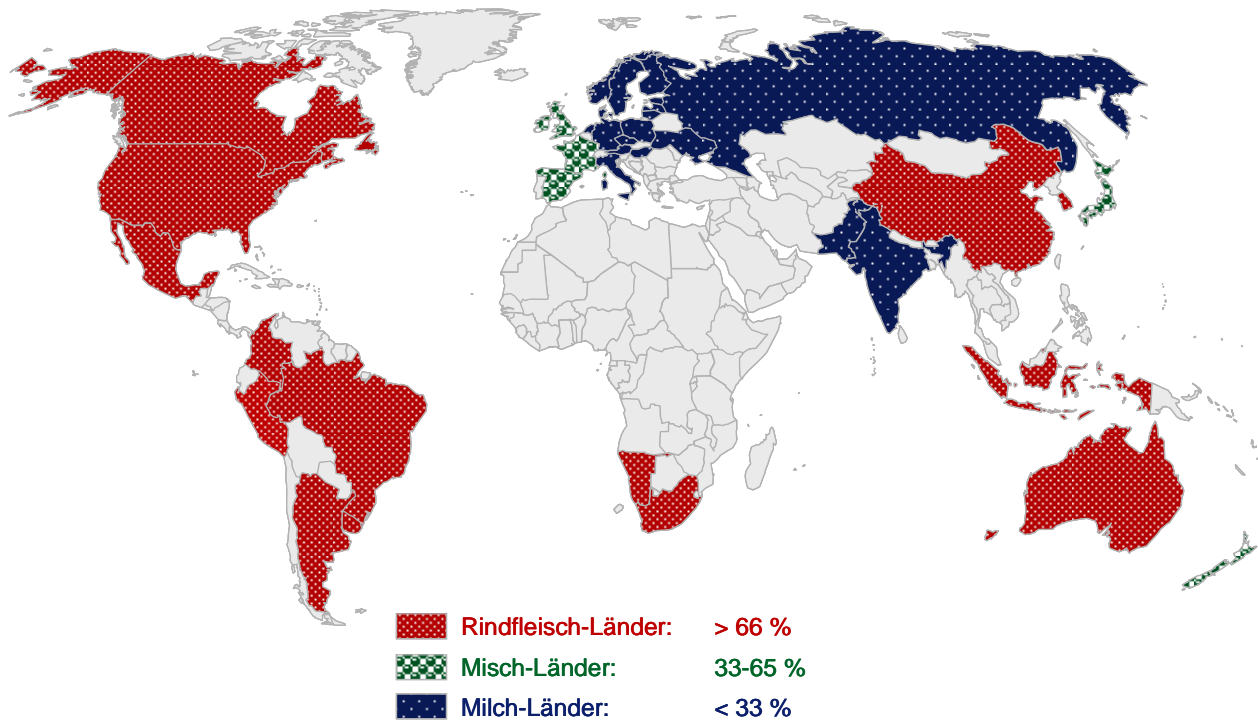 Rindfleisch-Länder: > 66 %
Misch-Länder: 33-65 %
Milch-Länder: < 33 %